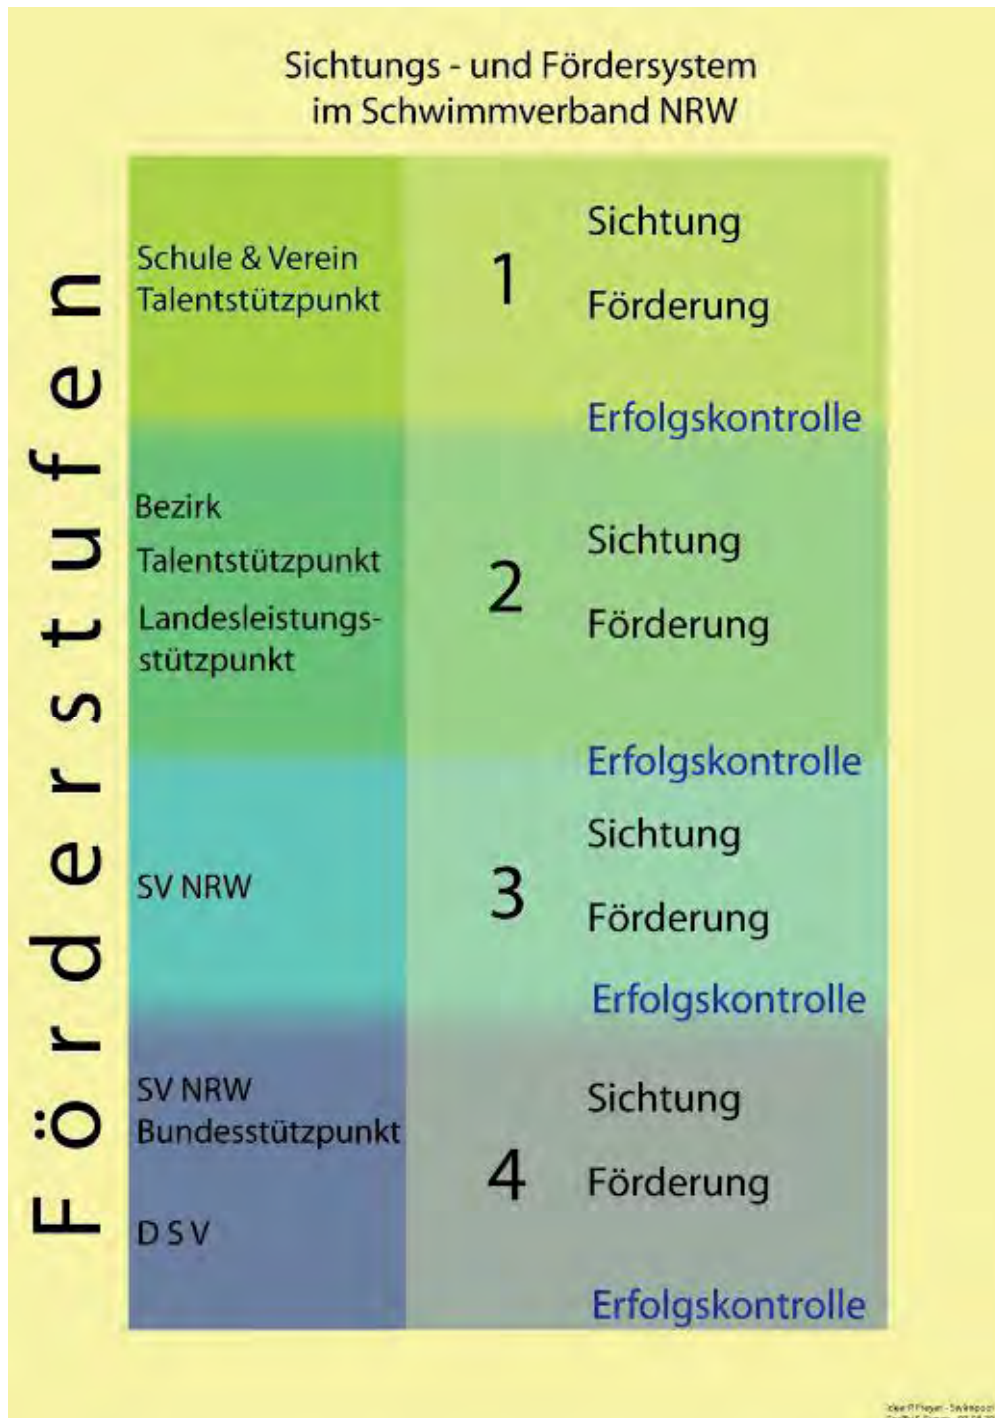 Sichtungs - und Fördersystem
im Schwimmverband NRW
Förderstufen
Schule & Verein
Talentstützpunkt
1
Sichtung
Förderung
Erfolgskontrolle
Bezirk
Talentstützpunkt
Landesleistungs-
stützpunkt
2
Sichtung
Förderung
Erfolgskontrolle
SV NRW
3
Sichtung
Förderung
Erfolgskontrolle
SV NRW
Bundesstützpunkt
D S V
4
Sichtung
Förderung
Erfolgskontrolle